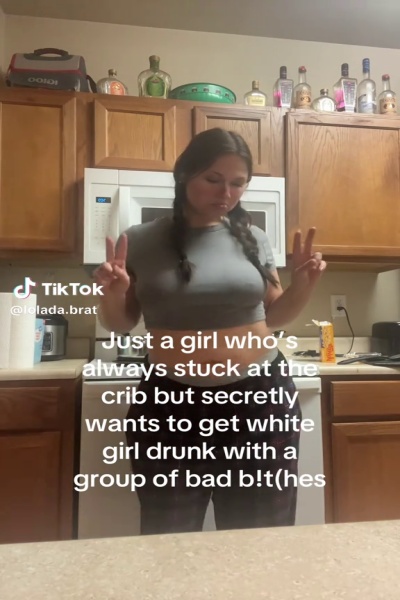 TikTok
@lolada.brat
Just a girl who's
always stuck at the
crib but secretly
wants to get white
girl drunk with a
group of bad b!t(hes